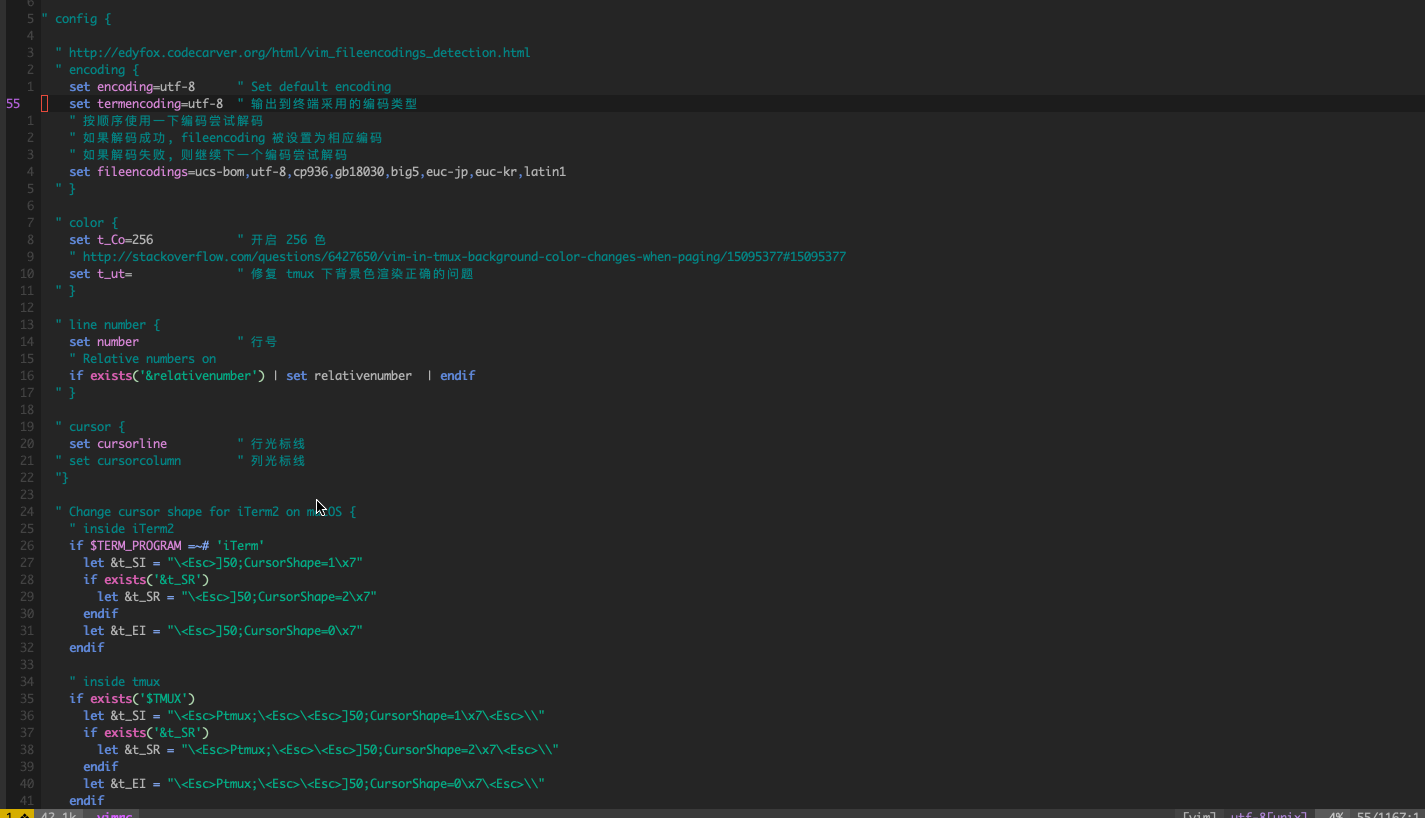 6
5 " config {
4
3 " http://edyfox.codecarver.org/html/vim_fileencodings_detection.html
2 " encoding {
1 set encoding=utf-8 " Set default encoding
55 set termencoding=utf-8 " 输出到终端采用的编码类型
1 " 按顺序使用一下编码尝试解码
2 " 如果解码成功, fileencoding 被设置为相应编码
3 " 如果解码失败, 则继续下一个编码尝试解码
4 set fileencodings=ucs-bom,utf-8,cp936,gb18030,big5,euc-jp,euc-kr,latin1
5 " }
6
7 " color {
8 set t_Co=256 " 开启 256 色
9 " http://stackoverflow.com/questions/6427650/vim-in-tmux-background-color-changes-when-paging/15095377#15095377
10 set t_ut= " 修复 tmux 下背景色渲染正确的问题
11 " }
12
13 " line number {
14 set number " 行号
15 " Relative numbers on
16 if exists('&relativenumber') | set relativenumber | endif
17 " }
18
19 " cursor {
20 set cursorline " 行光标线
21 " set cursorcolumn " 列光标线
22 "}
23
24 " Change cursor shape for iTerm2 on macOS {
25 " inside iTerm2
26 if $TERM_PROGRAM =~# 'iTerm'
27 let &t_SI = "\<Esc>]50;CursorShape=1\x7"
28 if exists('&t_SR')
29 let &t_SR = "\<Esc>]50;CursorShape=2\x7"
30 endif
31 let &t_EI = "\<Esc>]50;CursorShape=0\x7"
32 endif
33
34 " inside tmux
35 if exists('$TMUX')
36 let &t_SI = "\<Esc>Ptmux;\<Esc>\<Esc>]50;CursorShape=1\x7\<Esc>\\"
37 if exists('&t_SR')
38 let &t_SR = "\<Esc>Ptmux;\<Esc>\<Esc>]50;CursorShape=2\x7\<Esc>\\"
39 endif
40 let &t_EI = "\<Esc>Ptmux;\<Esc>\<Esc>]50;CursorShape=0\x7\<Esc>\\"
41 endif
1 ❖ 42.1k vimrc [vim] utf-8[unix] 4% 55/1167:1